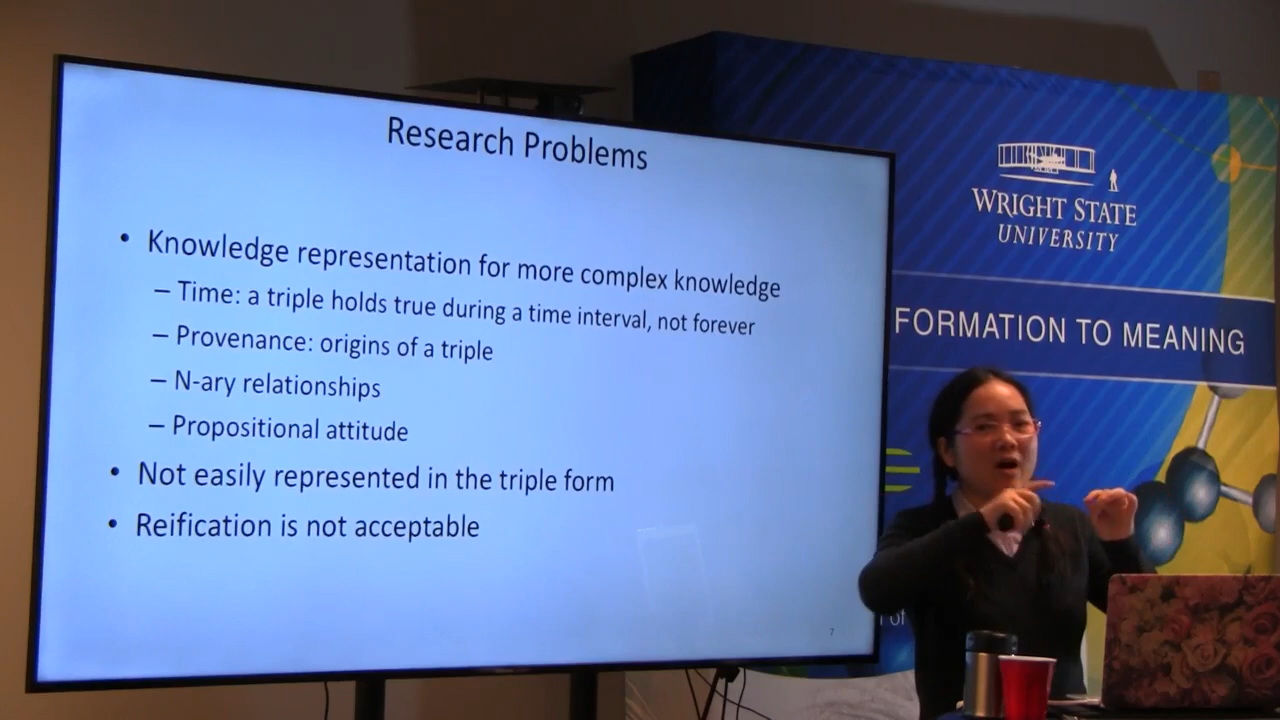 Research Problems
• Knowledge representation for more complex knowledge
– Time: a triple holds true during a time interval, not forever
– Provenance: origins of a triple
– N-ary relationships
– Propositional attitude
• Not easily represented in the triple form
• Reification is not acceptable
7
WRIGHT STATE
UNIVERSITY
FORMATION TO MEANING
of